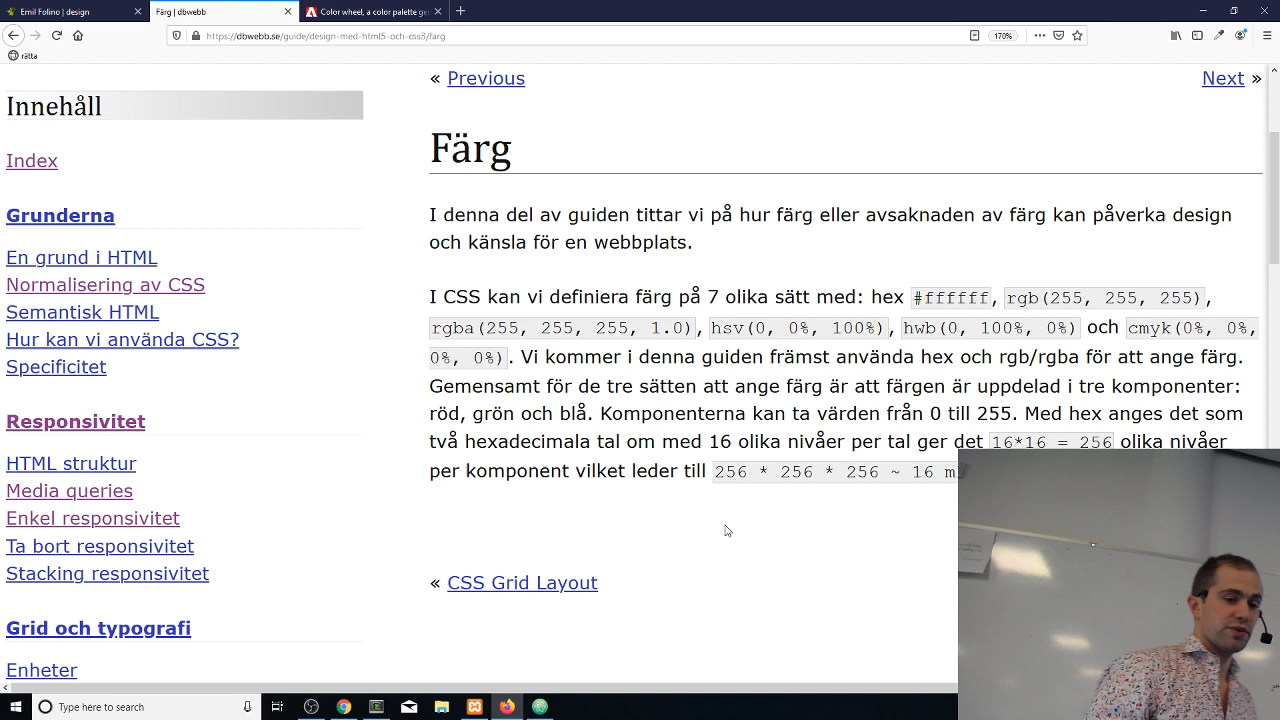 Emil Folino | design
Färg | dbwebb
Color wheel, a color palette ge
https://dbwebb.se/guide/design-med-html5-och-css3/farg
170%
rätta
Innehåll
Index
Grunderna
En grund i HTML
Normalisering av CSS
Semantisk HTML
Hur kan vi använda CSS?
Specificitet
Responsivitet
HTML struktur
Media queries
Enkel responsivitet
Ta bort responsivitet
Stacking responsivitet
Grid och typografi
Enheter
« Previous
Next »
Färg
I denna del av guiden tittar vi på hur färg eller avsaknaden av färg kan påverka design
och känsla för en webbplats.
I CSS kan vi definiera färg på 7 olika sätt med: hex #ffffff, rgb(255, 255, 255),
rgba(255, 255, 255, 1.0), hsv(0, 0%, 100%), hwb(0, 100%, 0%) och cmyk(0%, 0%,
0%, 0%). Vi kommer i denna guiden främst använda hex och rgb/rgba för att ange färg.
Gemensamt för de tre sätten att ange färg är att färgen är uppdelad i tre komponenter:
röd, grön och blå. Komponenterna kan ta värden från 0 till 255. Med hex anges det som
två hexadecimala tal om med 16 olika nivåer per tal ger det 16*16 = 256 olika nivåer
per komponent vilket leder till 256 * 256 * 256 ~ 16 m
« CSS Grid Layout
Type here to search